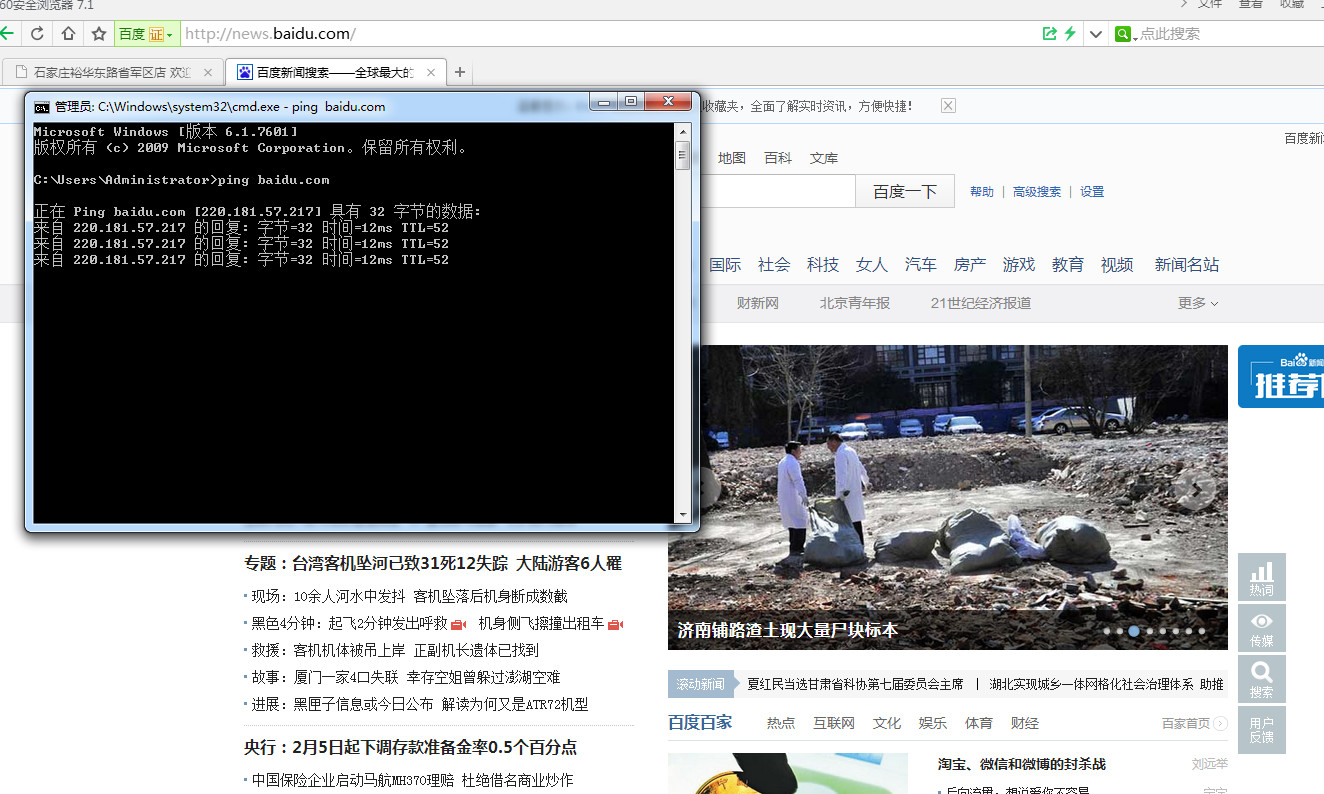 60安全浏览器 7.1
文件 查看 收藏
百度 证
http://news.baidu.com/
点此搜索
石家庄裕华东路省军区店 欢迎
百度新闻搜索——全球最大的
管理员: C:\Windows\system32\cmd.exe - ping baidu.com
收藏夹，全面了解实时资讯，方便快捷！
Microsoft Windows [版本 6.1.7601]
版权所有 (c) 2009 Microsoft Corporation。保留所有权利。
C:\Users\Administrator>ping baidu.com
正在 Ping baidu.com [220.181.57.217] 具有 32 字节的数据:
来自 220.181.57.217 的回复: 字节=32 时间=12ms TTL=52
来自 220.181.57.217 的回复: 字节=32 时间=12ms TTL=52
来自 220.181.57.217 的回复: 字节=32 时间=12ms TTL=52
百度新
地图 百科 文库
百度一下 帮助 | 高级搜索 | 设置
国际 社会 科技 女人 汽车 房产 游戏 教育 视频 新闻名站
财新网 北京青年报 21世纪经济报道 更多
Bai 新闻
推荐
济南铺路渣土现大量尸块标本
专题：台湾客机坠河已致31死12失踪 大陆游客6人罹
现场：10余人河水中发抖 客机坠落后机身断成数截
黑色4分钟：起飞2分钟发出呼救 机身侧飞擦撞出租车
救援：客机机体被吊上岸 正副机长遗体已找到
故事：厦门一家4口失联 幸存空姐曾躲过澎湖空难
进展：黑匣子信息或今日公布 解读为何又是ATR72机型
央行：2月5日起下调存款准备金率0.5个百分点
中国保险企业启动马航MH370理赔 杜绝借名商业炒作
滚动新闻 夏红民当选甘肃省科协第七届委员会主席 | 湖北实现城乡一体网格化社会治理体系 助推
百度百家 热点 互联网 文化 娱乐 体育 财经 百家首页
淘宝、微信和微博的封杀战 刘远举
后向流量：想说爱你不容易
热词
传媒
搜索
用户
反馈